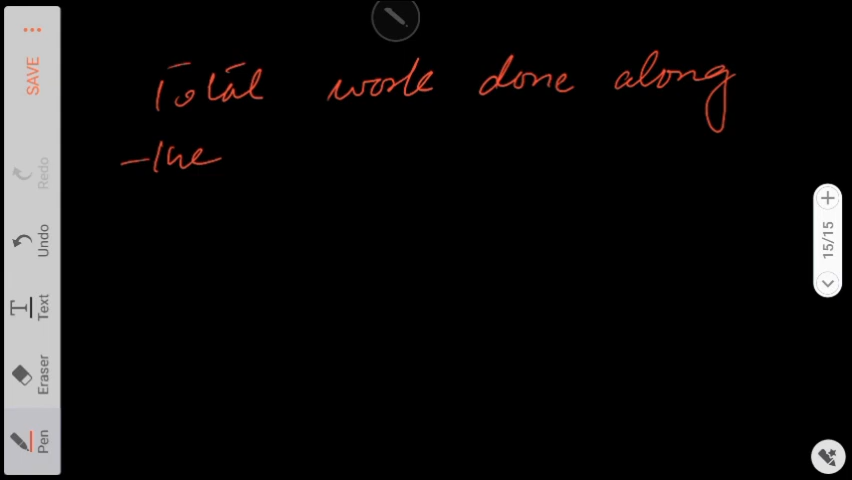 Total work done along
the
SAVE
Redo
Undo
Text
Eraser
Pen
15/15